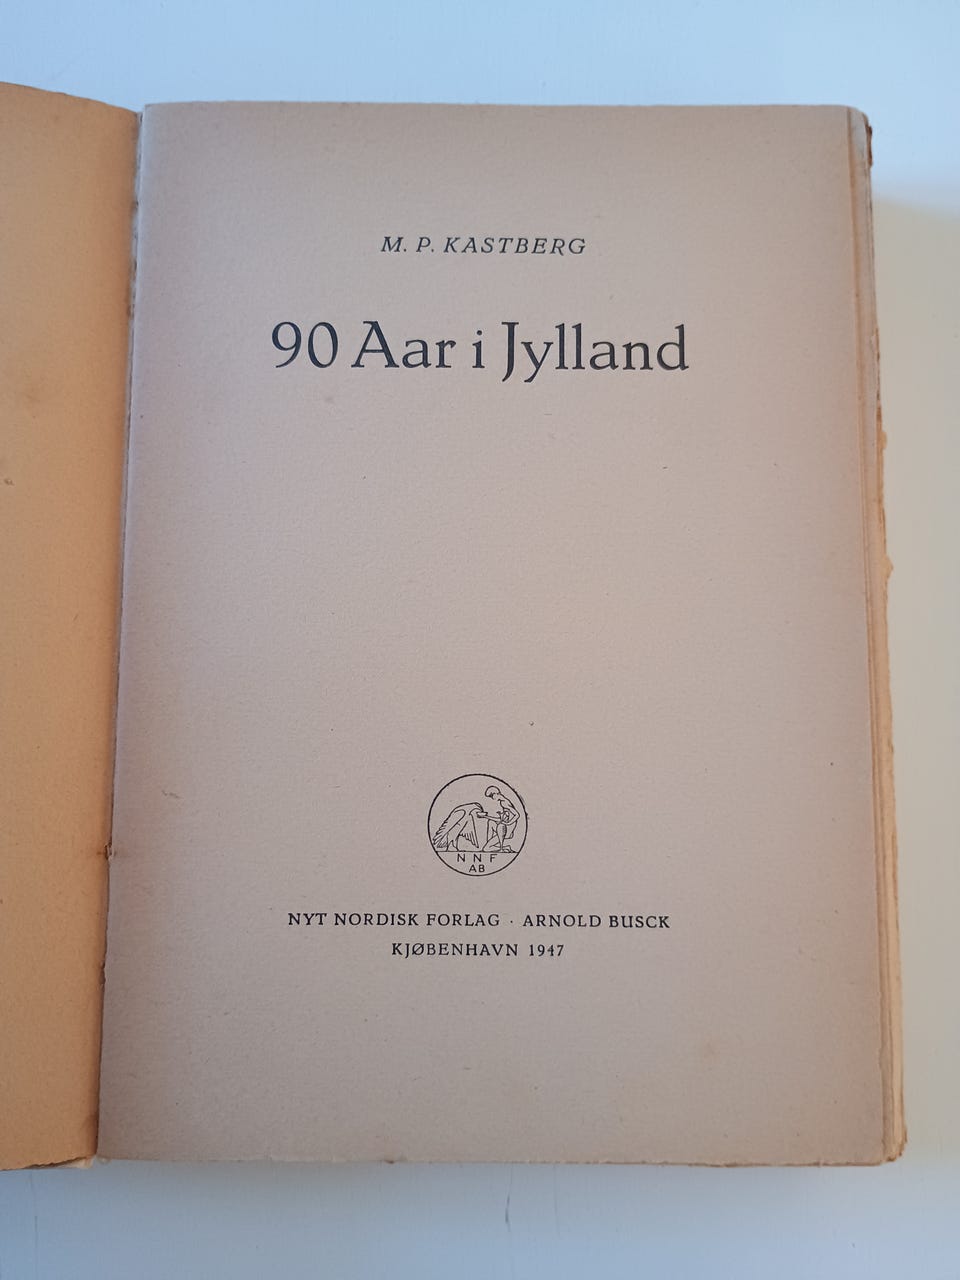 M. P. KASTBERG
90 Aar i Jylland
N N F
AB
NYT NORDISK FORLAG · ARNOLD BUSCK
KJØBENHAVN 1947